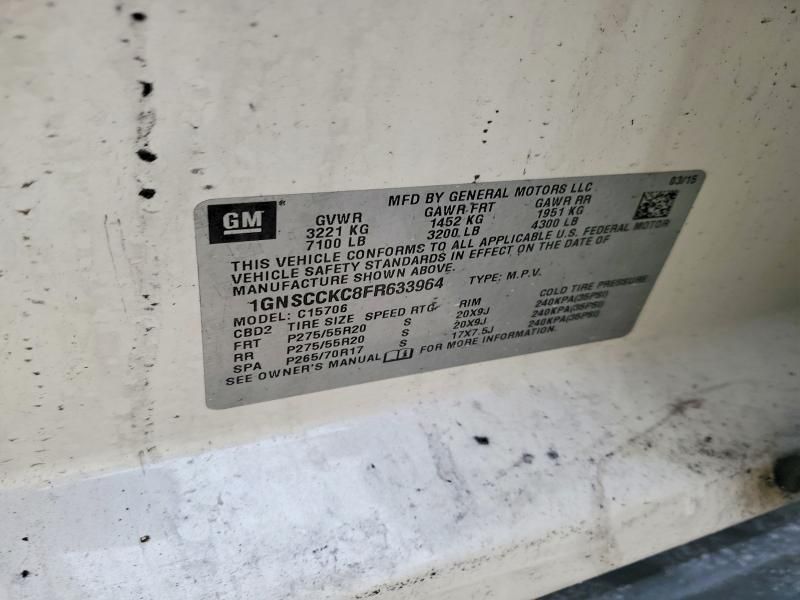 GM
MFD BY GENERAL MOTORS LLC 03/15
GVWR GAWR FRT GAWR RR
3221 KG 1452 KG 1951 KG
7100 LB 3200 LB 4300 LB
THIS VEHICLE CONFORMS TO ALL APPLICABLE U.S. FEDERAL MOTOR
VEHICLE SAFETY STANDARDS IN EFFECT ON THE DATE OF
MANUFACTURE SHOWN ABOVE.
1GNSCCKC8FR633964 TYPE: M.P.V.
MODEL: C15706
CBD2 TIRE SIZE SPEED RTG RIM COLD TIRE PRESSURE
FRT P275/55R20 S 20X9J 240KPA(35PSI)
RR P275/55R20 S 20X9J 240KPA(35PSI)
SPA P265/70R17 S 17X7.5J 240KPA(35PSI)
SEE OWNER'S MANUAL FOR MORE INFORMATION.